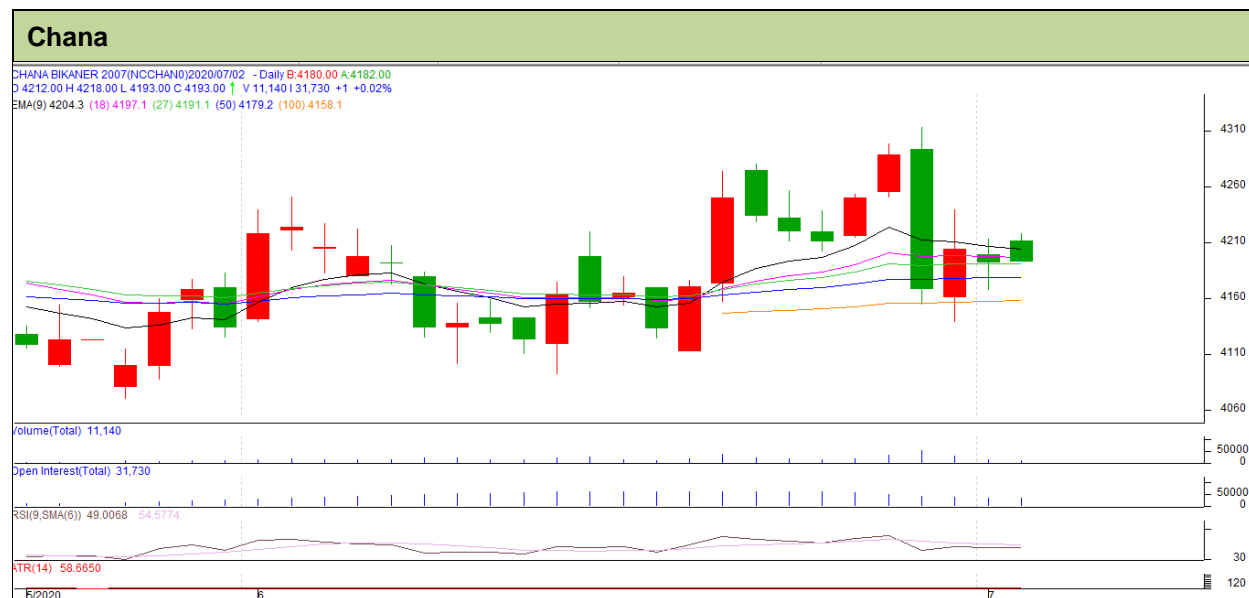 Chana
CHANA BIKANER 2007(NCCHAN0)2020/07/02 - Daily B:4180.00 A:4182.00
O 4212.00 H 4218.00 L 4193.00 C 4193.00 ↑ V 11,140 I 31,730 +1 +0.02%
EMA(9) 4204.3 (18) 4197.1 (27) 4191.1 (50) 4179.2 (100) 4158.1
4310
4260
4210
4160
4110
4060
Volume(Total) 11,140
50000
0
Open Interest(Total) 31,730
50000
0
RSI(9,SMA(6)) 49.0068 54.5774
30
ATR(14) 58.6650
120
5/2020 6 7